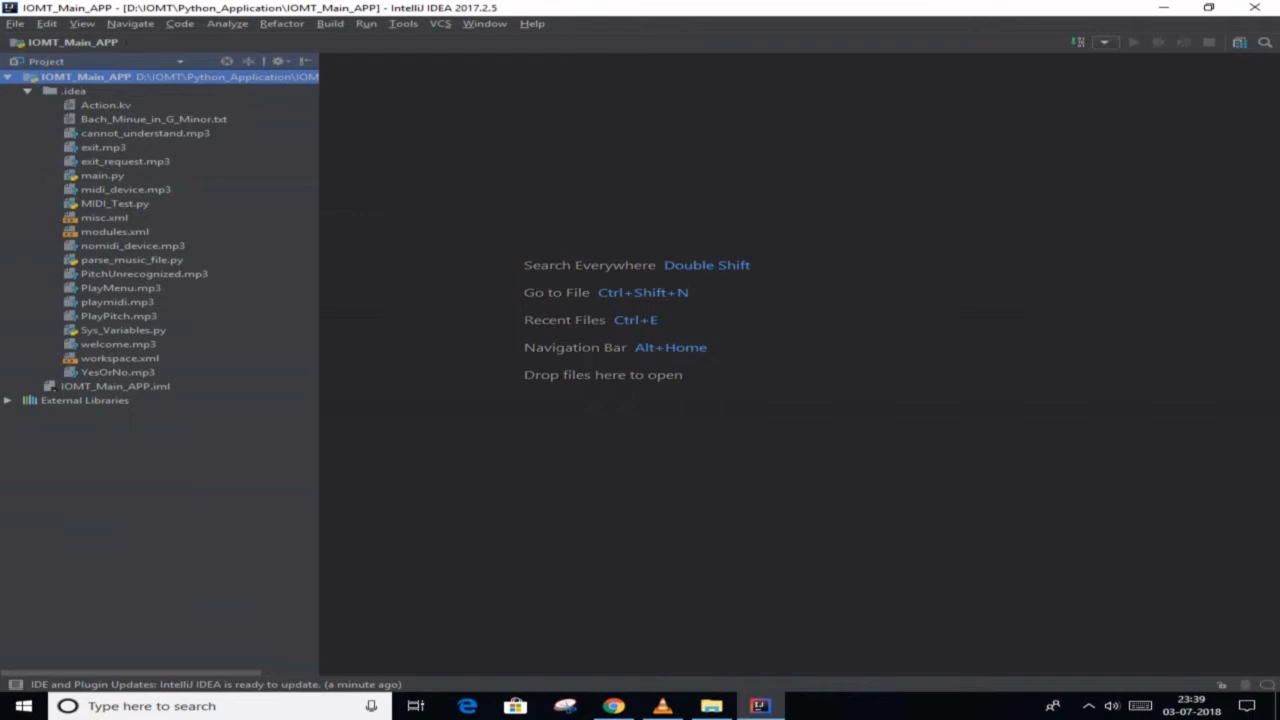 IOMT_Main_APP - [D:\IOMT\Python_Application\IOMT_Main_APP] - IntelliJ IDEA 2017.2.5
File Edit View Navigate Code Analyze Refactor Build Run Tools VCS Window Help
IOMT_Main_APP
Project
IOMT_Main_APP D:\IOMT\Python_Application\IOM
.idea
Action.kv
Bach_Minue_in_G_Minor.txt
cannot_understand.mp3
exit.mp3
exit_request.mp3
main.py
midi_device.mp3
MIDI_Test.py
misc.xml
modules.xml
nomidi_device.mp3
parse_music_file.py
PitchUnrecognized.mp3
PlayMenu.mp3
playmidi.mp3
PlayPitch.mp3
Sys_Variables.py
welcome.mp3
workspace.xml
YesOrNo.mp3
IOMT_Main_APP.iml
External Libraries
Search Everywhere Double Shift
Go to File Ctrl+Shift+N
Recent Files Ctrl+E
Navigation Bar Alt+Home
Drop files here to open
IDE and Plugin Updates: IntelliJ IDEA is ready to update. (a minute ago)
Type here to search
23:39
03-07-2018